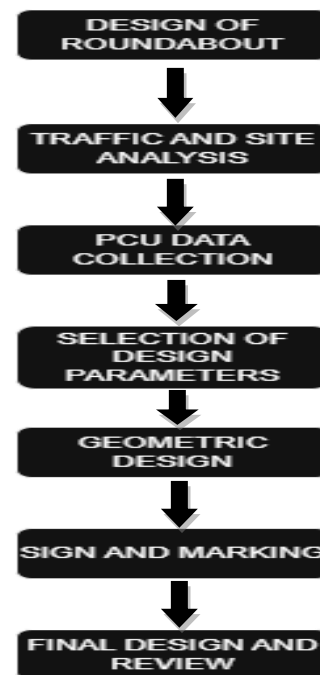 DESIGN OF
ROUNDABOUT
TRAFFIC AND SITE
ANALYSIS
PCU DATA
COLLECTION
SELECTION OF
DESIGN
PARAMETERS
GEOMETRIC
DESIGN
SIGN AND MARKING
FINAL DESIGN AND
REVIEW